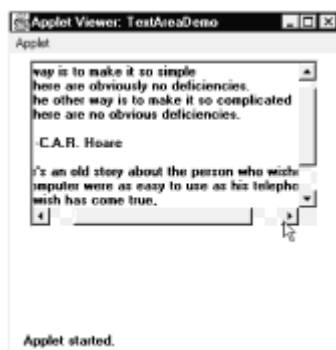 Applet Viewer: TextAreaDemo
Applet
way is to make it so simple
here are obviously no deficiencies.
he other way is to make it so complicated
here are no obvious deficiencies.
-C.A.R. Hoare
's an old story about the person who wishe
omputer were as easy to use as his telepho
wish has come true,
Applet started.